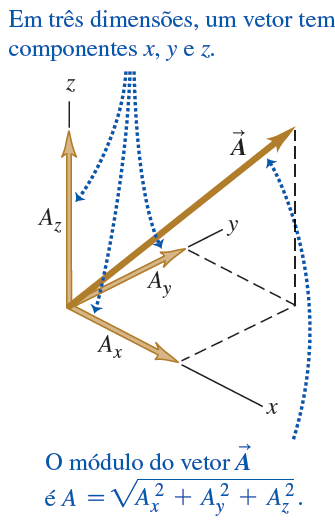 Em três dimensões, um vetor tem
componentes x, y e z.
z
A⃗
A_z
y
A_y
A_x
x
O módulo do vetor A⃗
é A = √(A_x² + A_y² + A_z²).